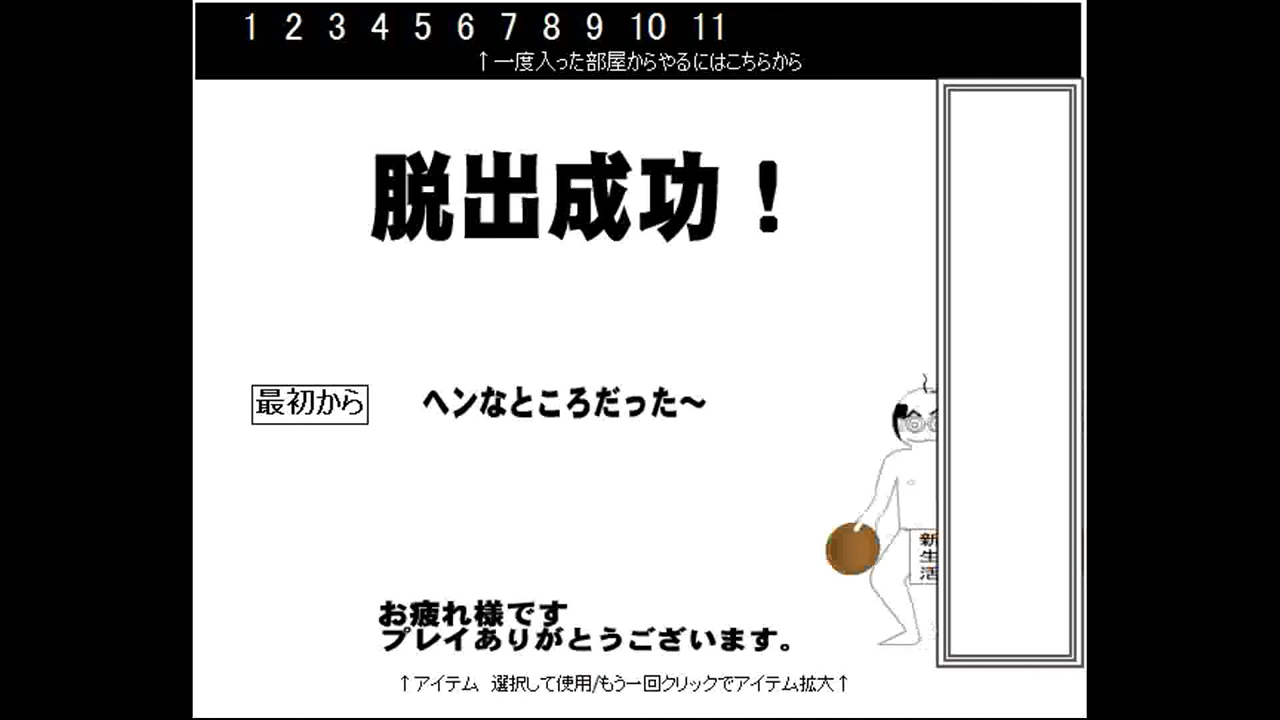 1 2 3 4 5 6 7 8 9 10 11
↑一度入った部屋からやるにはこちらから
脱出成功！
最初から
ヘンなところだった～
新生活
お疲れ様です
プレイありがとうございます。
↑アイテム 選択して使用/もう一回クリックでアイテム拡大↑